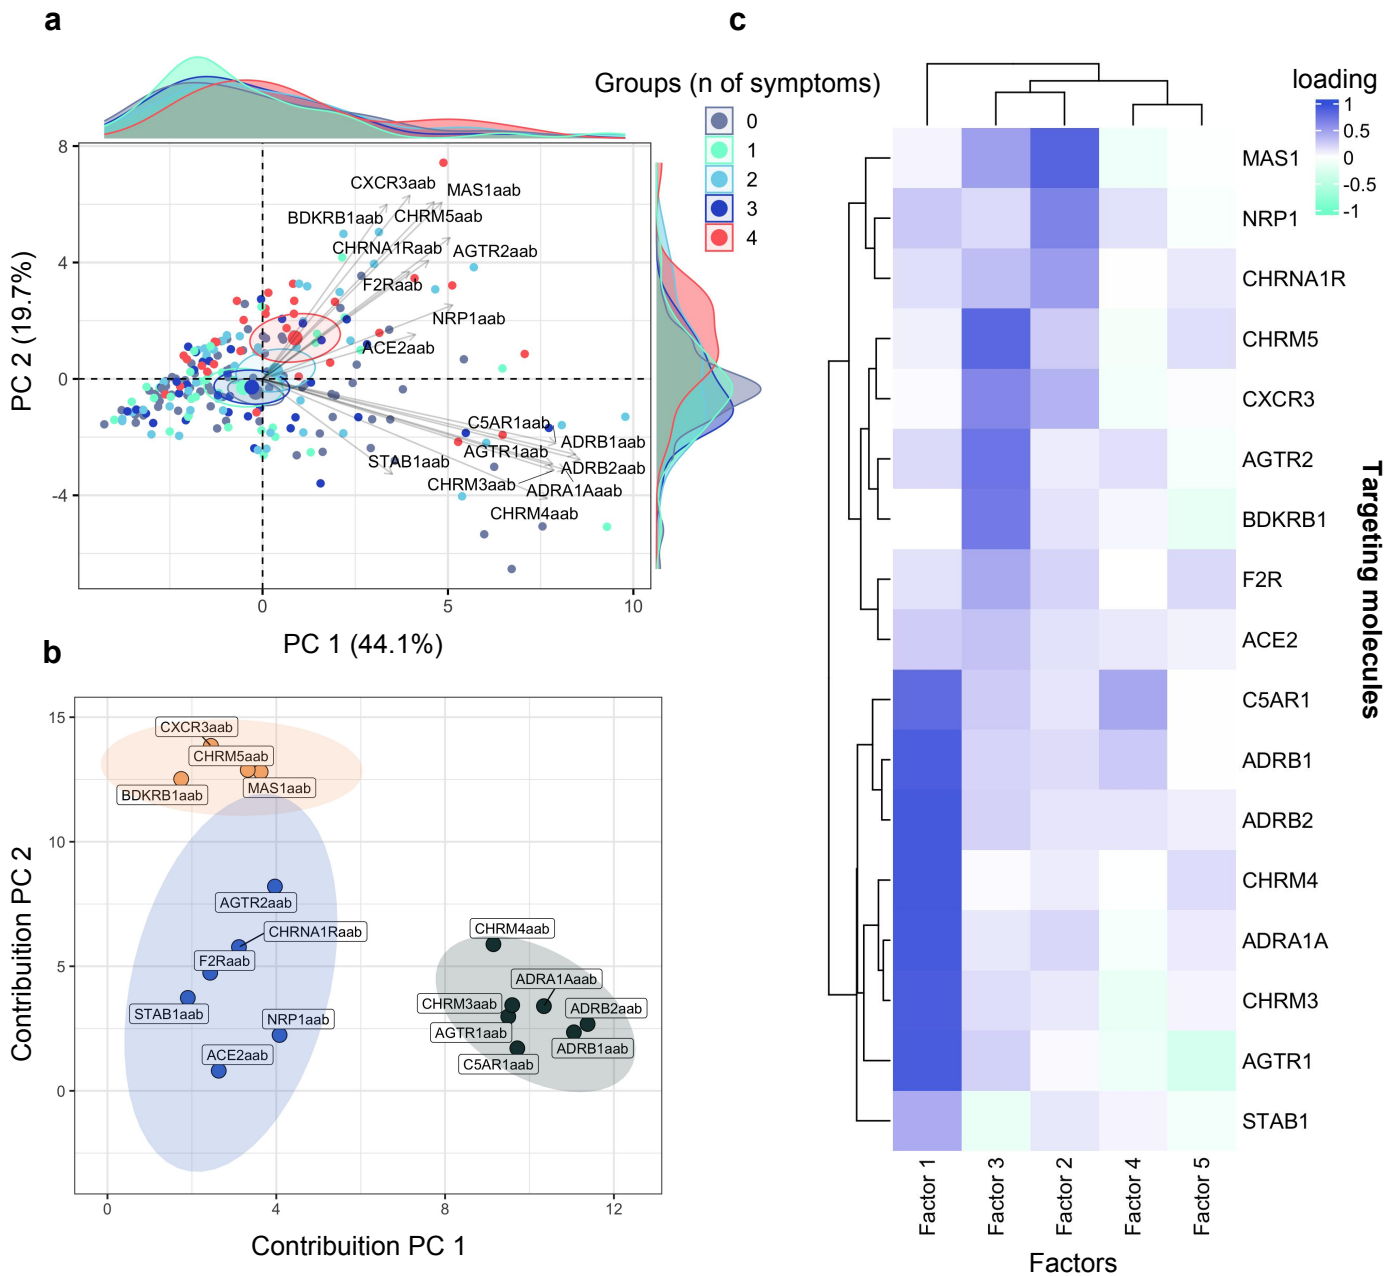 a
Groups (n of symptoms)
0
1
2
3
4
8
4
0
-4
PC 2 (19.7%)
CXCR3aab
MAS1aab
BDKRB1aab
CHRM5aab
CHRNA1Raab
AGTR2aab
F2Raab
NRP1aab
ACE2aab
C5AR1aab
ADRB1aab
AGTR1aab
STAB1aab
ADRB2aab
CHRM3aab
ADRA1Aaab
CHRM4aab
0
5
10
PC 1 (44.1%)
b
15
10
5
0
Contribuition PC 2
CXCR3aab
CHRM5aab
BDKRB1aab
MAS1aab
AGTR2aab
CHRNA1Raab
F2Raab
STAB1aab
NRP1aab
ACE2aab
CHRM4aab
ADRA1Aaab
CHRM3aab
ADRB2aab
AGTR1aab
ADRB1aab
C5AR1aab
0
4
8
12
Contribuition PC 1
c
loading
1
0.5
0
-0.5
-1
MAS1
NRP1
CHRNA1R
CHRM5
CXCR3
AGTR2
BDKRB1
F2R
ACE2
C5AR1
ADRB1
ADRB2
CHRM4
ADRA1A
CHRM3
AGTR1
STAB1
Targeting molecules
Factor 1
Factor 3
Factor 2
Factor 4
Factor 5
Factors